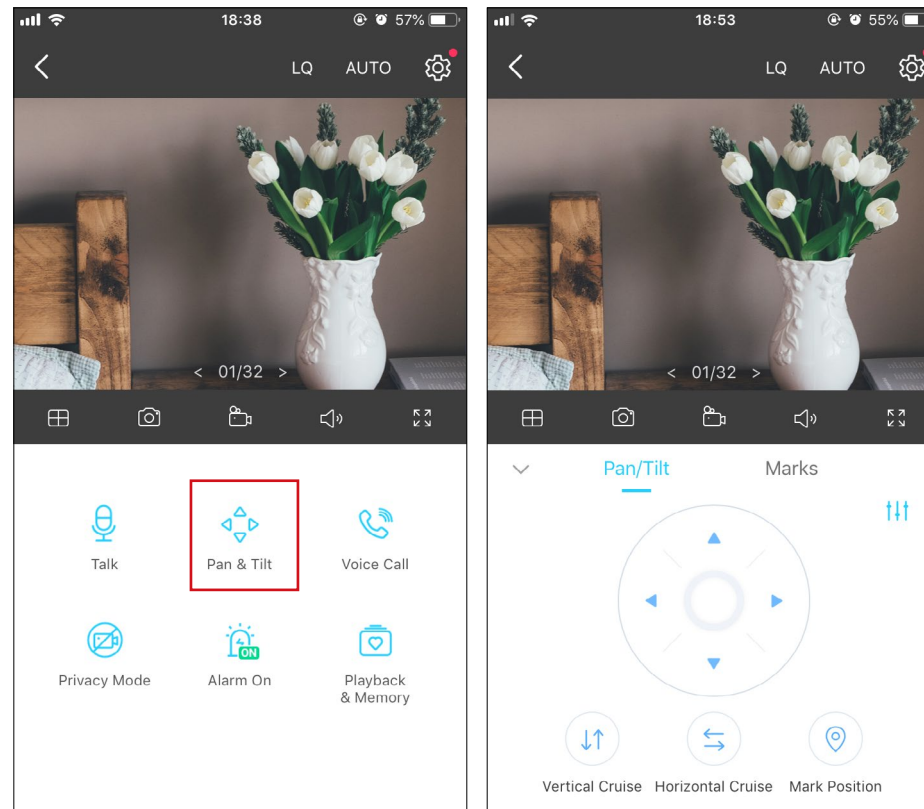 18:38
57%
LQ AUTO
< 01/32 >
Talk
Pan & Tilt
Voice Call
Privacy Mode
ON
Alarm On
Playback
& Memory
18:53
55%
LQ AUTO
< 01/32 >
Pan/Tilt
Marks
Vertical Cruise
Horizontal Cruise
Mark Position